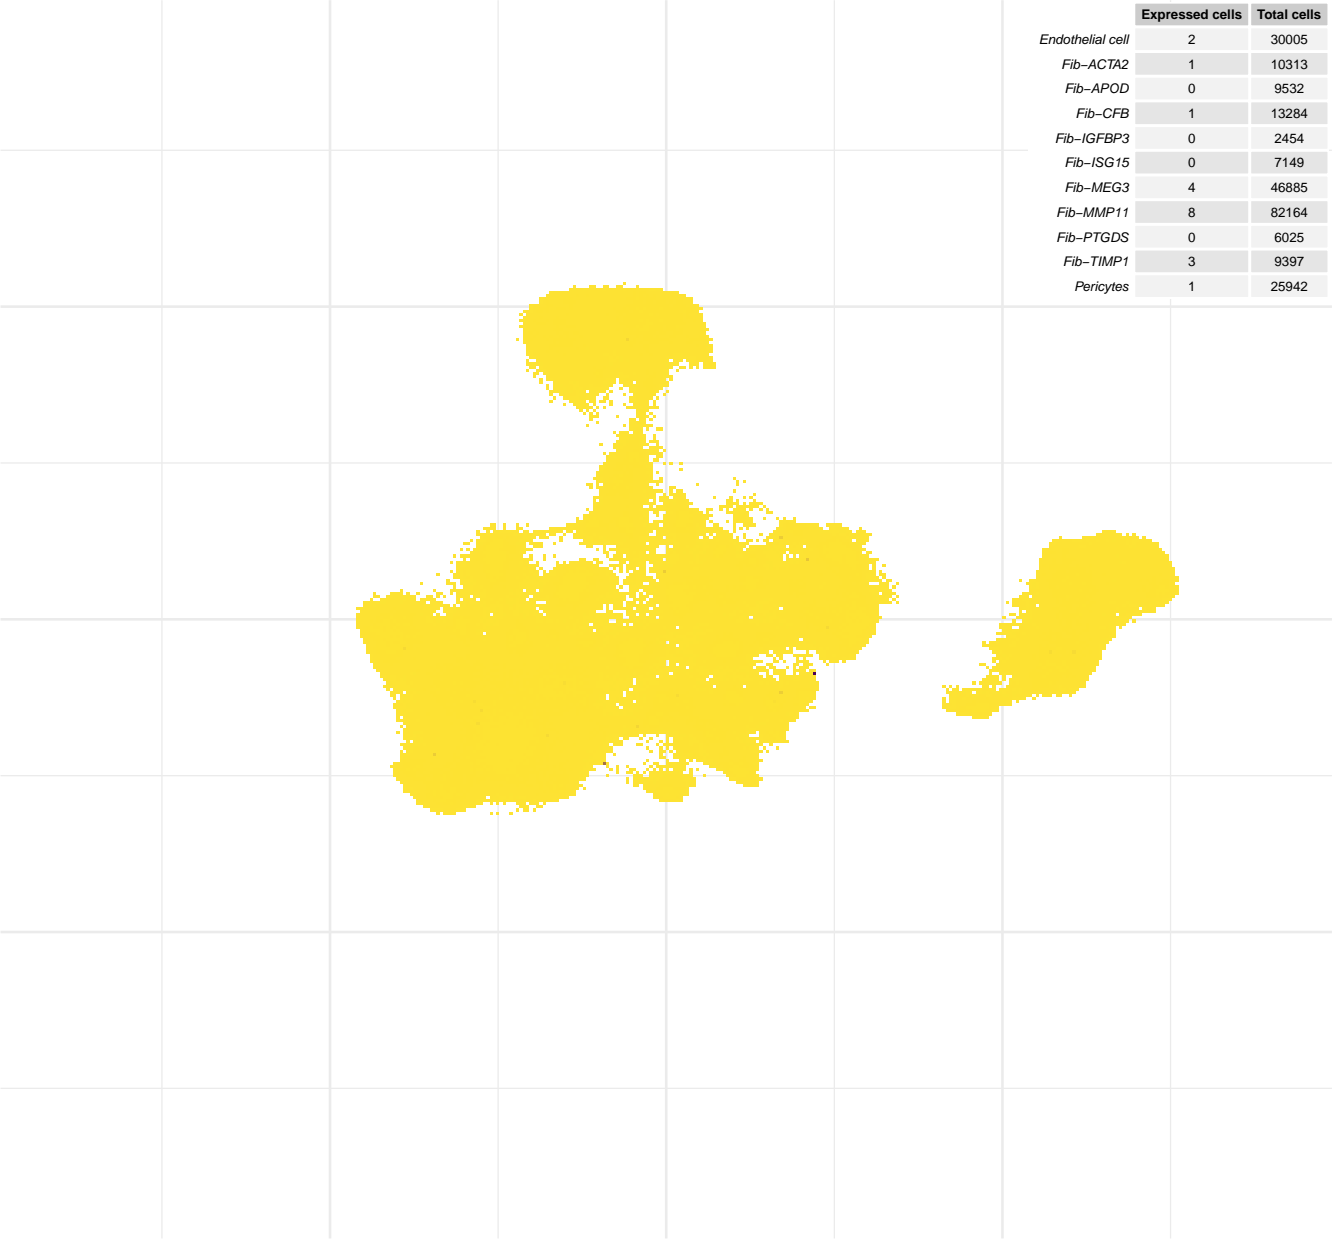 Expressed cells Total cells
Endothelial cell 2 30005
Fib−ACTA2 1 10313
Fib−APOD 0 9532
Fib−CFB 1 13284
Fib−IGFBP3 0 2454
Fib−ISG15 0 7149
Fib−MEG3 4 46885
Fib−MMP11 8 82164
Fib−PTGDS 0 6025
Fib−TIMP1 3 9397
Pericytes 1 25942